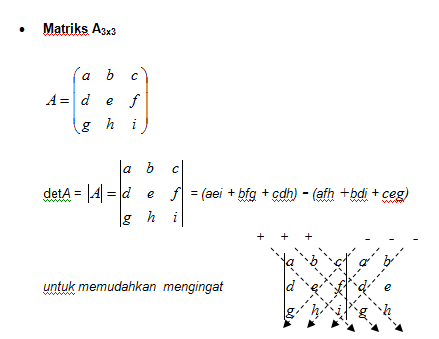 • Matriks A3x3
A = ( a b c
d e f
g h i )
detA = |A| = | a b c
d e f
g h i | = (aei + bfg + cdh) - (afh + bdi + ceg)
+ + + - - -
a b c a b
untuk memudahkan mengingat d e f d e
g h i g h